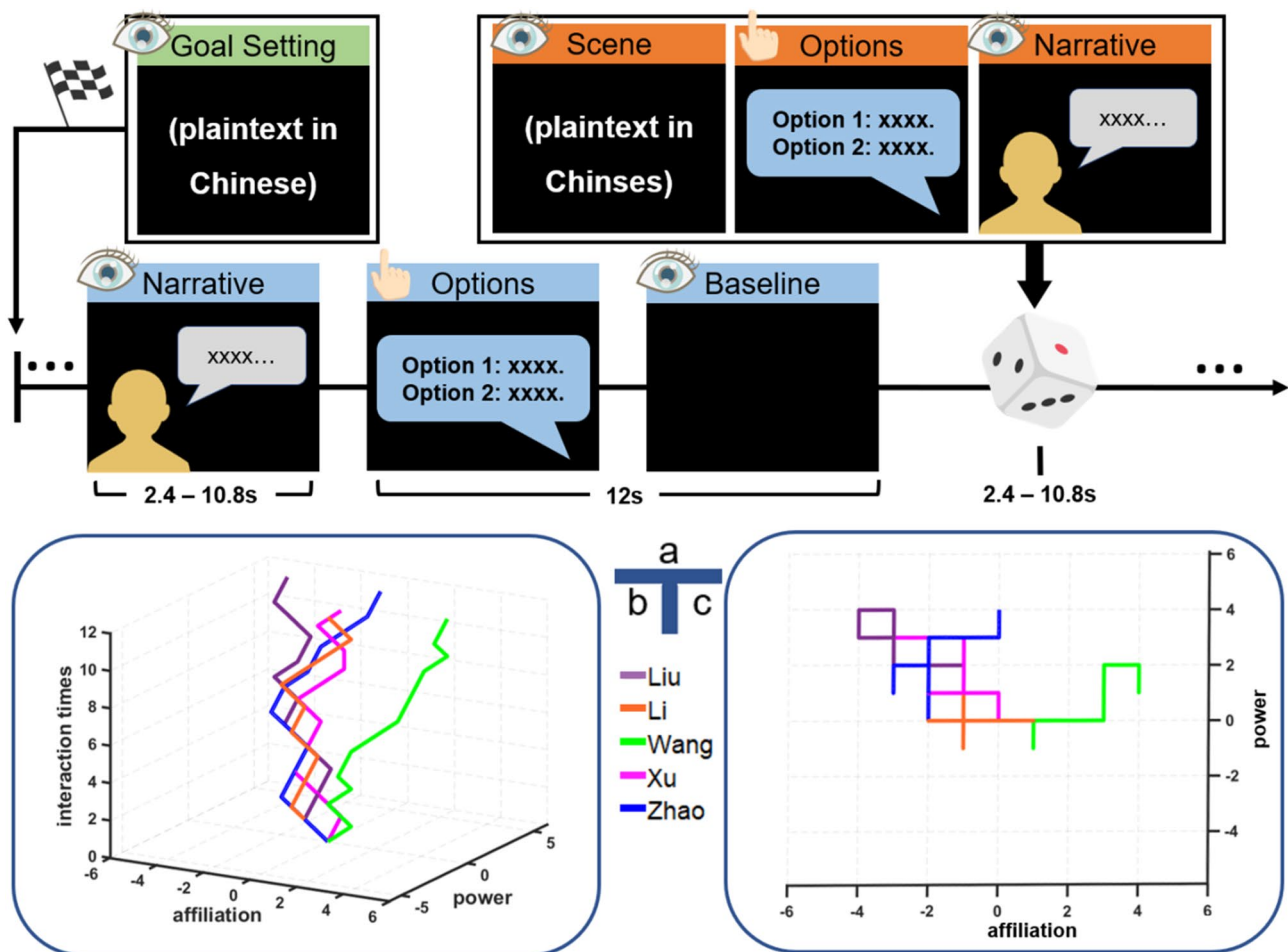 Goal Setting
(plaintext in
Chinese)
Scene
(plaintext in
Chinses)
Options
Option 1: xxxx.
Option 2: xxxx.
Narrative
xxxx...
Narrative
xxxx...
Options
Option 1: xxxx.
Option 2: xxxx.
Baseline
...
...
2.4 – 10.8s
12s
2.4 – 10.8s
interaction times
12
10
8
6
4
2
0
-6
-4
-2
0
2
4
6
affiliation
-5
0
5
power
a
b
c
Liu
Li
Wang
Xu
Zhao
6
4
2
0
-2
-4
power
-6
-4
-2
0
2
4
6
affiliation